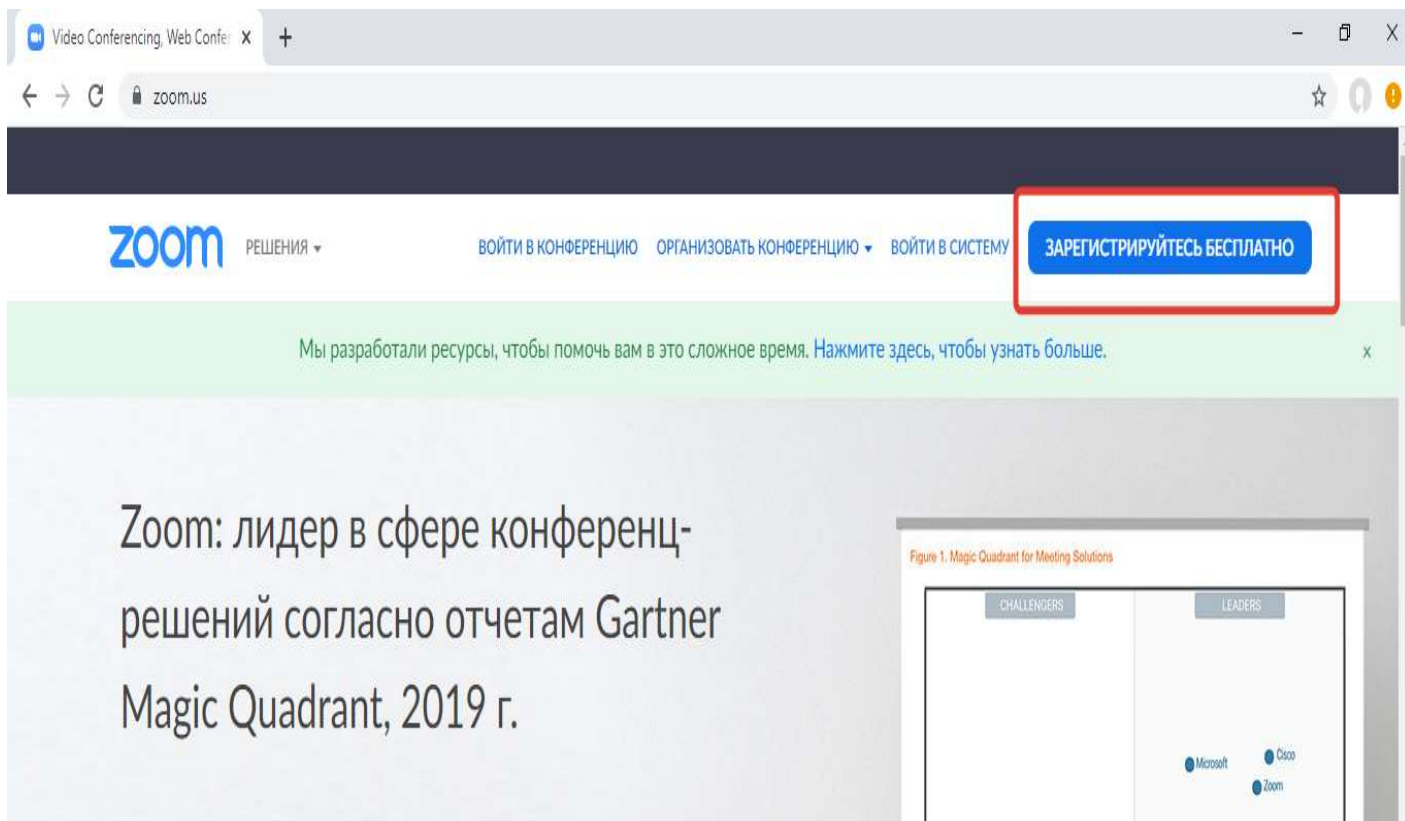 Video Conferencing, Web Confer
zoom.us
zoom РЕШЕНИЯ ВОЙТИ В КОНФЕРЕНЦИЮ ОРГАНИЗОВАТЬ КОНФЕРЕНЦИЮ ВОЙТИ В СИСТЕМУ ЗАРЕГИСТРИРУЙТЕСЬ БЕСПЛАТНО
Мы разработали ресурсы, чтобы помочь вам в это сложное время. Нажмите здесь, чтобы узнать больше. x
Zoom: лидер в сфере конференц-
решений согласно отчетам Gartner
Magic Quadrant, 2019 г.
Figure 1. Magic Quadrant for Meeting Solutions
CHALLENGERS LEADERS
Microsoft Cisco
Zoom